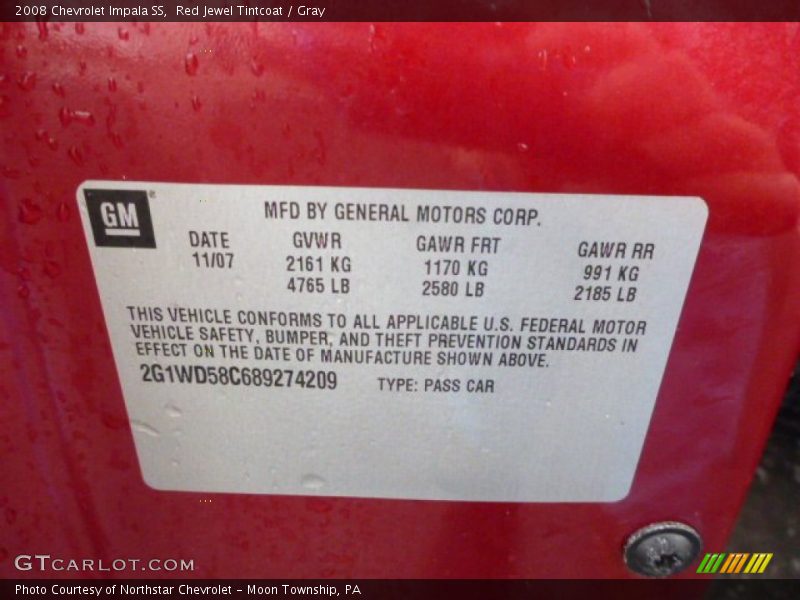 2008 Chevrolet Impala SS, Red Jewel Tintcoat / Gray
GM
MFD BY GENERAL MOTORS CORP.
DATE GVWR GAWR FRT GAWR RR
11/07 2161 KG 1170 KG 991 KG
4765 LB 2580 LB 2185 LB
THIS VEHICLE CONFORMS TO ALL APPLICABLE U.S. FEDERAL MOTOR
VEHICLE SAFETY, BUMPER, AND THEFT PREVENTION STANDARDS IN
EFFECT ON THE DATE OF MANUFACTURE SHOWN ABOVE.
2G1WD58C689274209 TYPE: PASS CAR
GTCARLOT.COM
Photo Courtesy of Northstar Chevrolet - Moon Township, PA